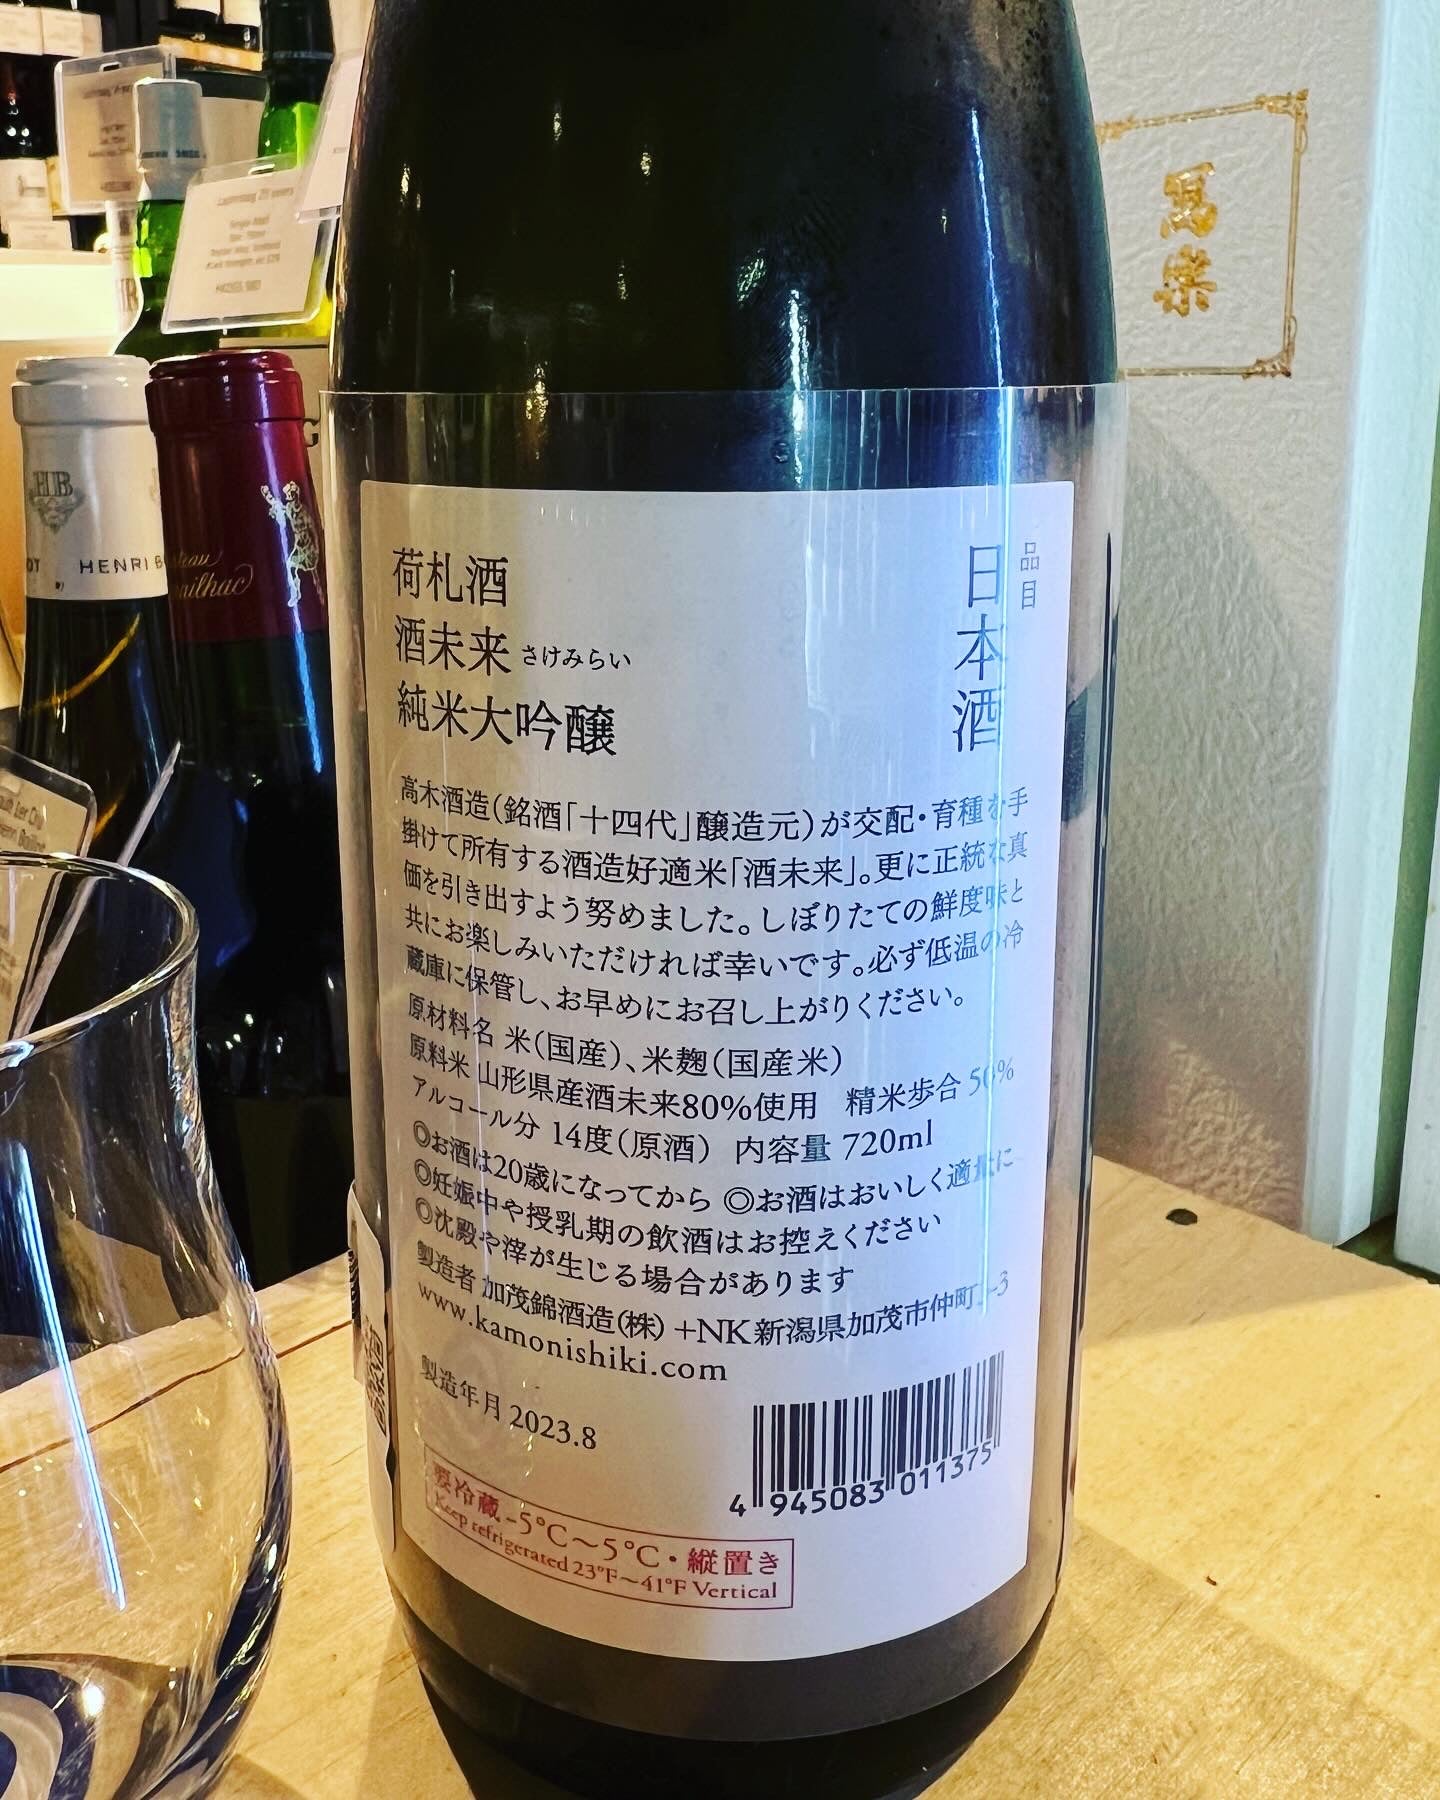 品目
日本酒
荷札酒
酒未来 さけみらい
純米大吟醸
高木酒造(銘酒「十四代」醸造元)が交配・育種を手
掛けて所有する酒造好適米「酒未来」。更に正統な真
価を引き出すよう努めました。しぼりたての鮮度味と
共にお楽しみいただければ幸いです。必ず低温の冷
蔵庫に保管し、お早めにお召し上がりください。
原材料名 米(国産)、米麹(国産米)
原料米 山形県産酒未来80%使用 精米歩合 50%
アルコール分 14度(原酒) 内容量 720ml
◎お酒は20歳になってから ◎お酒はおいしく適量に
◎妊娠中や授乳期の飲酒はお控えください
◎沈殿や滓が生じる場合があります
製造者 加茂錦酒造(株) +NK 新潟県加茂市仲町 -3
www.kamonishiki.com
製造年月 2023.8
4 945083 011375
要冷蔵 -5℃~5℃・縦置き
Keep refrigerated 23°F~41°F Vertical
冩樂
HB
HENRI